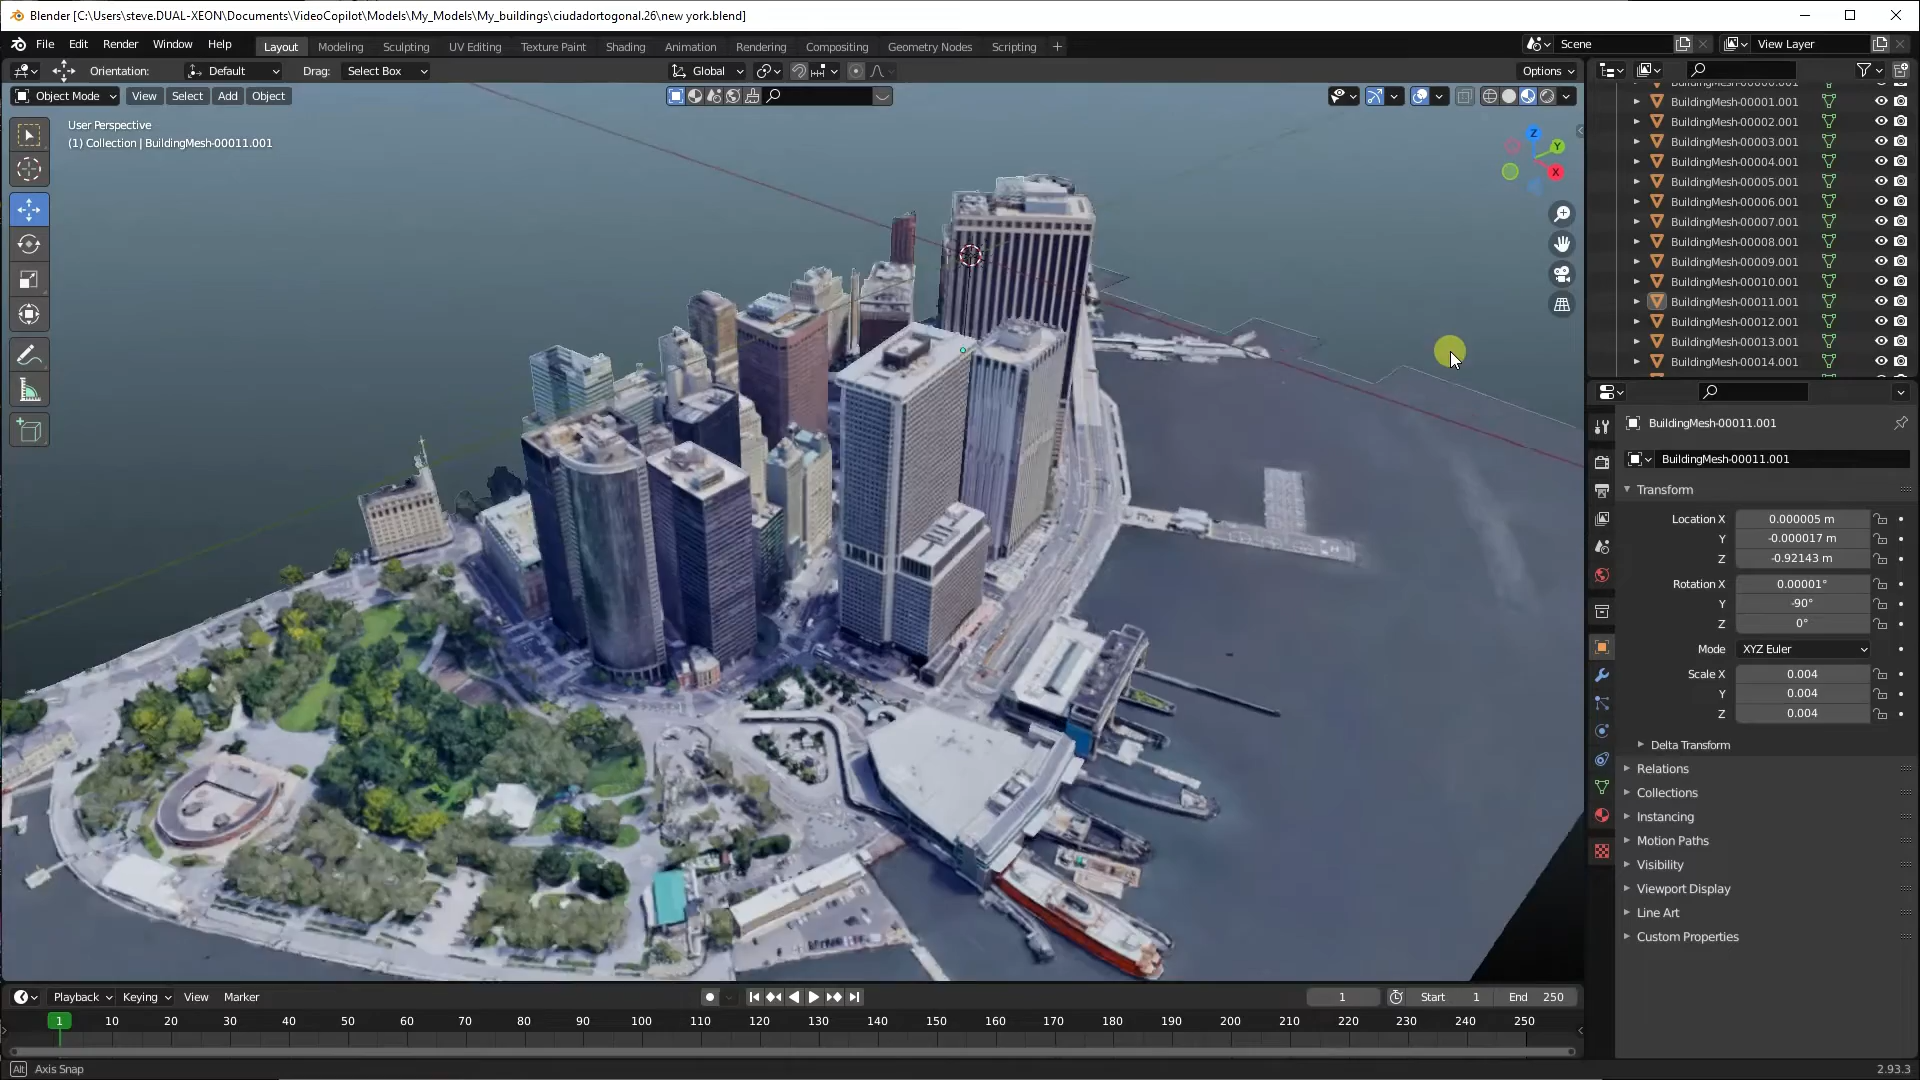 Blender [C:\Users\steve.DUAL-XEON\Documents\VideoCopilot\Models\My_Models\My_buildings\ciudadortogonal.26\new york.blend]
File Edit Render Window Help Layout Modeling Sculpting UV Editing Texture Paint Shading Animation Rendering Compositing Geometry Nodes Scripting + Scene View Layer
Orientation: Default Drag: Select Box Global Options
Object Mode View Select Add Object
User Perspective
(1) Collection | BuildingMesh-00011.001
Z
Y
X
BuildingMesh-00001.001
BuildingMesh-00002.001
BuildingMesh-00003.001
BuildingMesh-00004.001
BuildingMesh-00005.001
BuildingMesh-00006.001
BuildingMesh-00007.001
BuildingMesh-00008.001
BuildingMesh-00009.001
BuildingMesh-00010.001
BuildingMesh-00011.001
BuildingMesh-00012.001
BuildingMesh-00013.001
BuildingMesh-00014.001
BuildingMesh-00011.001
BuildingMesh-00011.001
Transform
Location X 0.000005 m
Y -0.000017 m
Z -0.92143 m
Rotation X 0.00001°
Y -90°
Z 0°
Mode XYZ Euler
Scale X 0.004
Y 0.004
Z 0.004
Delta Transform
Relations
Collections
Instancing
Motion Paths
Visibility
Viewport Display
Line Art
Custom Properties
Playback Keying View Marker 1 Start 1 End 250
1 10 20 30 40 50 60 70 80 90 100 110 120 130 140 150 160 170 180 190 200 210 220 230 240 250
Alt Axis Snap 2.93.3